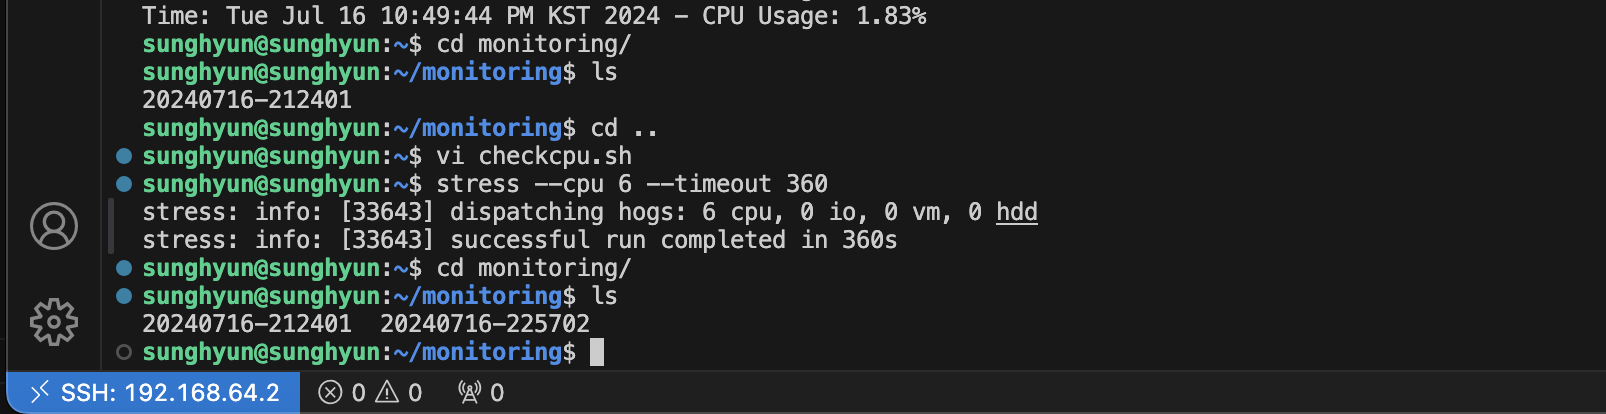 Time: Tue Jul 16 10:49:44 PM KST 2024 - CPU Usage: 1.83%
sunghyun@sunghyun:~$ cd monitoring/
sunghyun@sunghyun:~/monitoring$ ls
20240716-212401
sunghyun@sunghyun:~/monitoring$ cd ..
sunghyun@sunghyun:~$ vi checkcpu.sh
sunghyun@sunghyun:~$ stress --cpu 6 --timeout 360
stress: info: [33643] dispatching hogs: 6 cpu, 0 io, 0 vm, 0 hdd
stress: info: [33643] successful run completed in 360s
sunghyun@sunghyun:~$ cd monitoring/
sunghyun@sunghyun:~/monitoring$ ls
20240716-212401  20240716-225702
sunghyun@sunghyun:~/monitoring$
SSH: 192.168.64.2 0 0 0